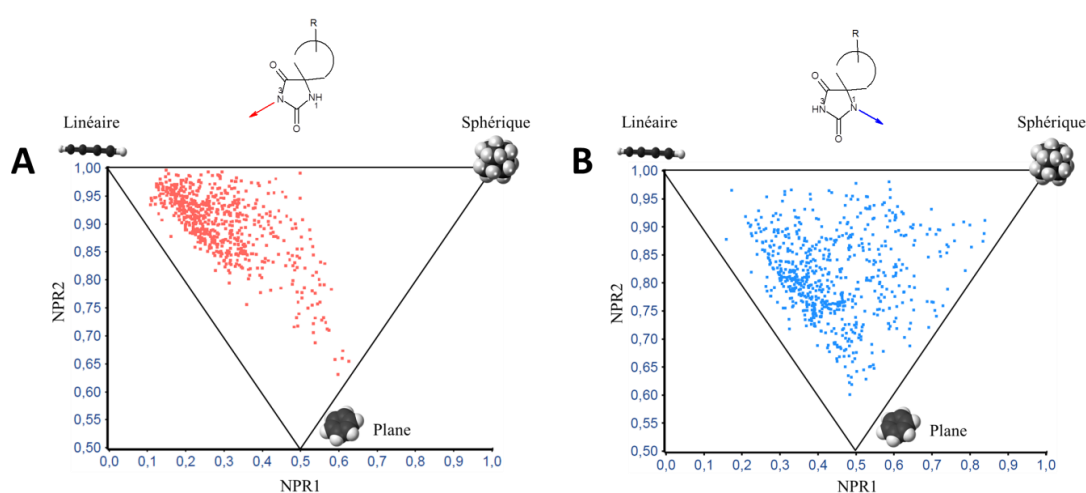 R
O
3
N
NH
1
O
Linéaire
Sphérique
A
1,00
0,95
0,90
0,85
0,80
0,75
0,70
0,65
0,60
0,55
0,50
NPR2
Plane
0,0 0,1 0,2 0,3 0,4 0,5 0,6 0,7 0,8 0,9 1,0
NPR1
R
O
3
1
HN
N
O
Linéaire
Sphérique
B
1,00
0,95
0,90
0,85
0,80
0,75
0,70
0,65
0,60
0,55
0,50
NPR2
Plane
0,0 0,1 0,2 0,3 0,4 0,5 0,6 0,7 0,8 0,9 1,0
NPR1